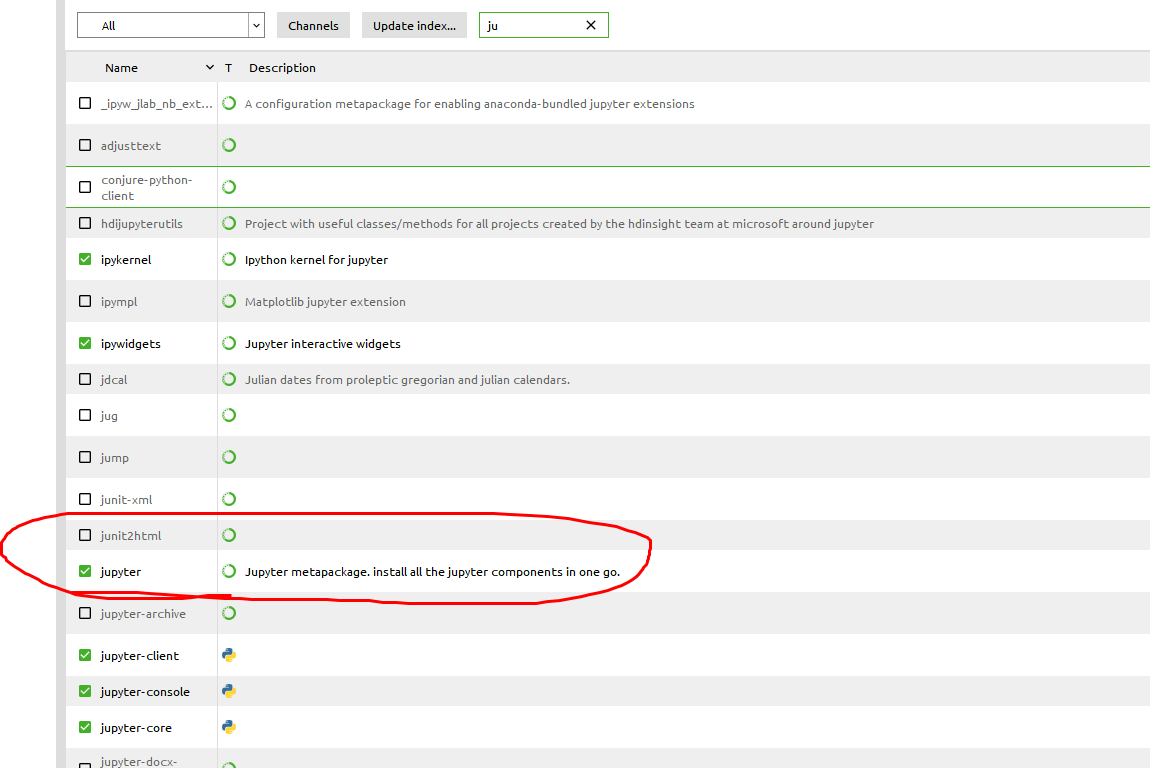 All Channels Update index... ju
Name T Description
_ipyw_jlab_nb_ext... A configuration metapackage for enabling anaconda-bundled jupyter extensions
adjusttext
conjure-python-
client
hdijupyterutils Project with useful classes/methods for all projects created by the hdinsight team at microsoft around jupyter
ipykernel Ipython kernel for jupyter
ipympl Matplotlib jupyter extension
ipywidgets Jupyter interactive widgets
jdcal Julian dates from proleptic gregorian and julian calendars.
jug
jump
junit-xml
junit2html
jupyter Jupyter metapackage. install all the jupyter components in one go.
jupyter-archive
jupyter-client
jupyter-console
jupyter-core
jupyter-docx-